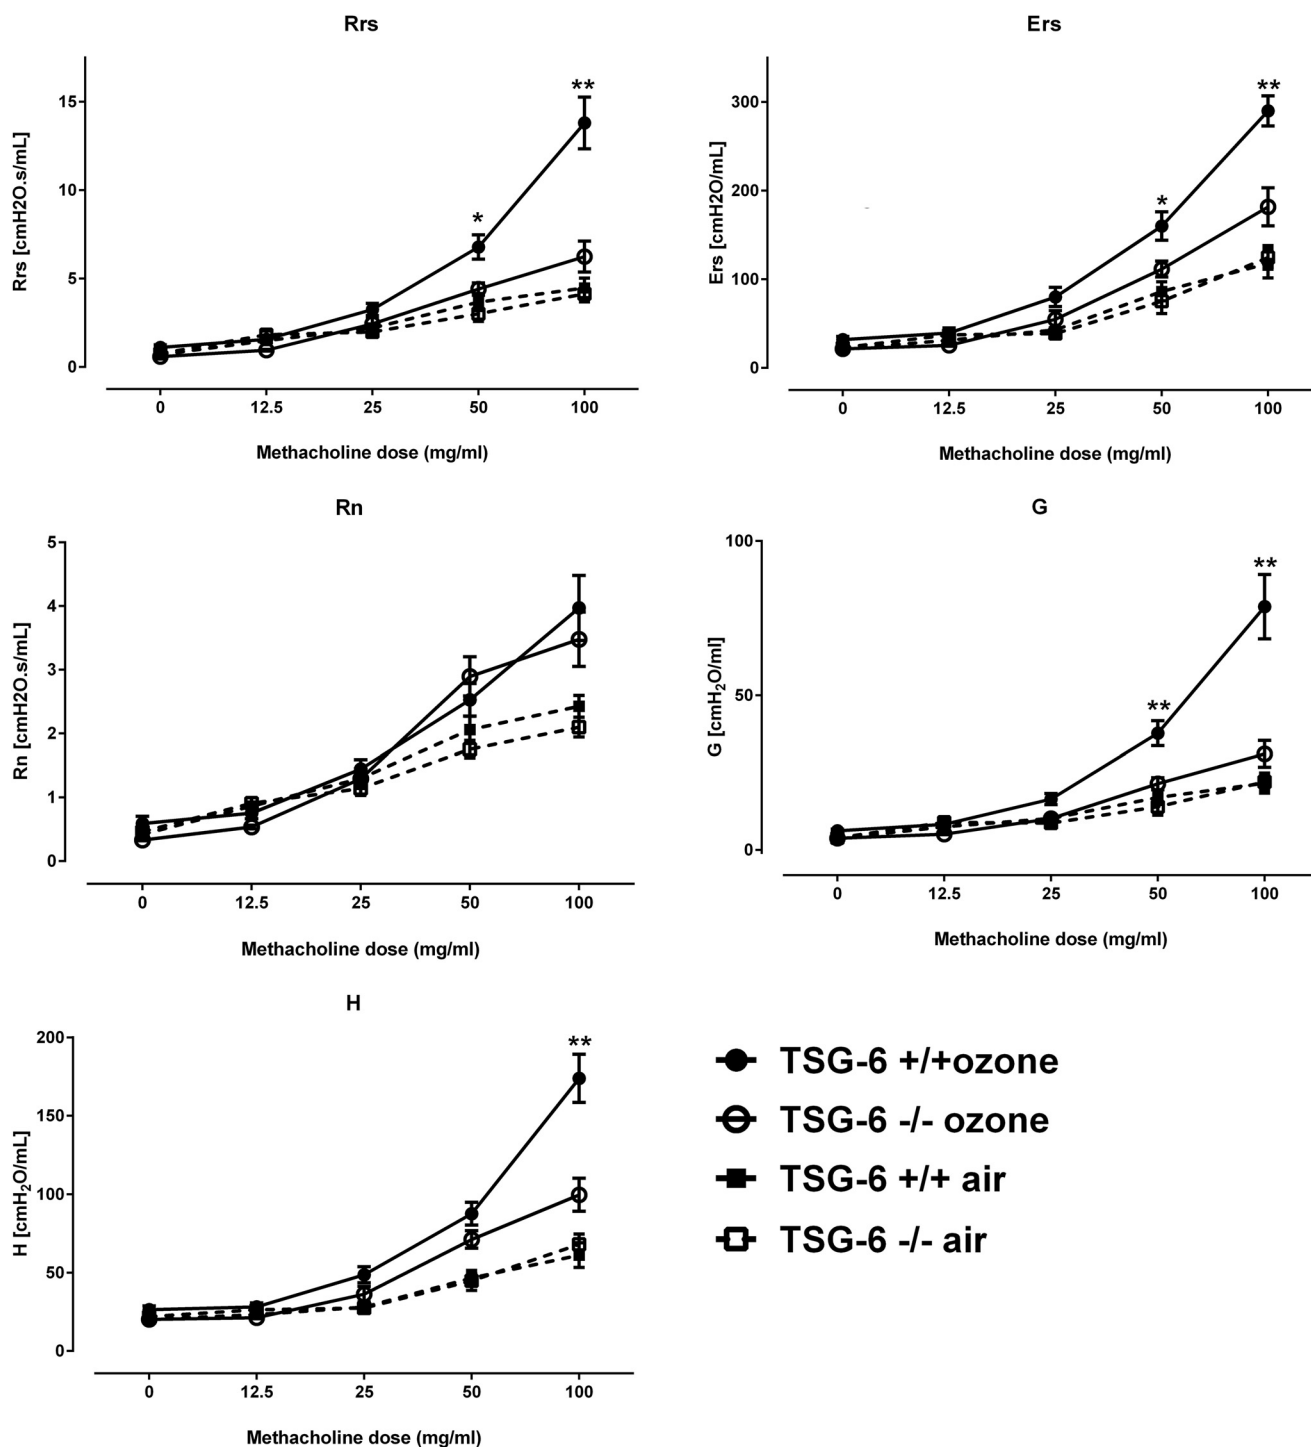 Rrs
Rrs [cmH2O.s/mL]
15
10
5
0
*
**
0 12.5 25 50 100
Methacholine dose (mg/ml)
Ers
Ers [cmH2O/mL]
300
200
100
0
*
**
0 12.5 25 50 100
Methacholine dose (mg/ml)
Rn
Rn [cmH2O.s/mL]
5
4
3
2
1
0
0 12.5 25 50 100
Methacholine dose (mg/ml)
G
G [cmH₂O/ml]
100
50
0
**
**
0 12.5 25 50 100
Methacholine dose (mg/ml)
H
H [cmH₂O/mL]
200
150
100
50
0
**
0 12.5 25 50 100
Methacholine dose (mg/ml)
TSG-6 +/+ozone
TSG-6 -/- ozone
TSG-6 +/+ air
TSG-6 -/- air